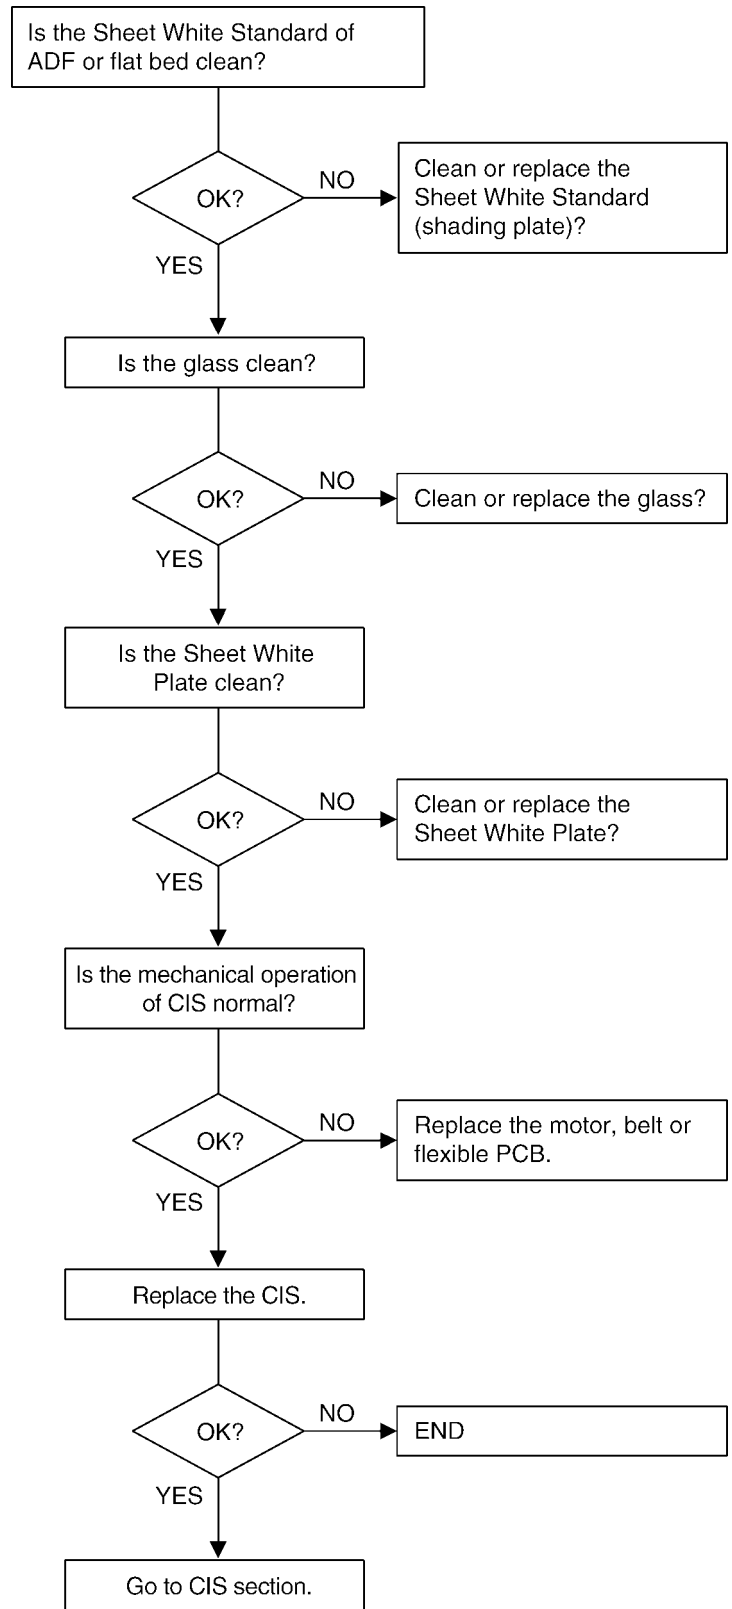 Is the Sheet White Standard of
ADF or flat bed clean?
OK?
NO
Clean or replace the
Sheet White Standard
(shading plate)?
YES
Is the glass clean?
OK?
NO
Clean or replace the glass?
YES
Is the Sheet White
Plate clean?
OK?
NO
Clean or replace the
Sheet White Plate?
YES
Is the mechanical operation
of CIS normal?
OK?
NO
Replace the motor, belt or
flexible PCB.
YES
Replace the CIS.
OK?
NO
END
YES
Go to CIS section.